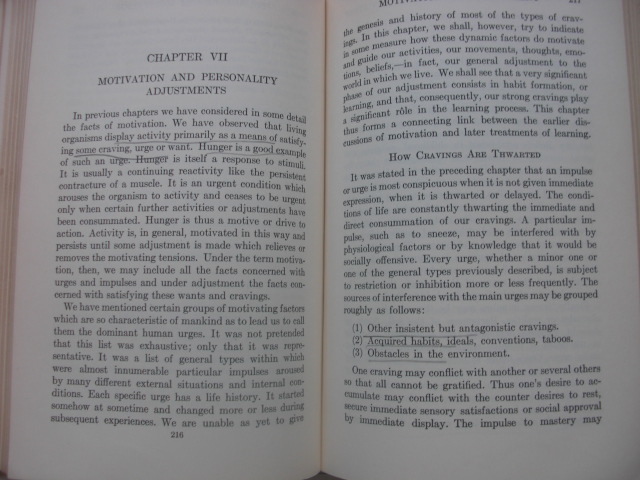 CHAPTER VII
MOTIVATION AND PERSONALITY
ADJUSTMENTS
In previous chapters we have considered in some detail
the facts of motivation. We have observed that living
organisms display activity primarily as a means of satisfy-
ing some craving, urge or want. Hunger is a good example
of such an urge. Hunger is itself a response to stimuli.
It is usually a continuing reactivity like the persistent
contracture of a muscle. It is an urgent condition which
arouses the organism to activity and ceases to be urgent
only when certain further activities or adjustments have
been consummated. Hunger is thus a motive or drive to
action. Activity is, in general, motivated in this way and
persists until some adjustment is made which relieves or
removes the motivating tensions. Under the term motiva-
tion, then, we may include all the facts concerned with
urges and impulses and under adjustment the facts con-
cerned with satisfying these wants and cravings.
We have mentioned certain groups of motivating factors
which are so characteristic of mankind as to lead us to call
them the dominant human urges. It was not pretended
that this list was exhaustive; only that it was repre-
sentative. It was a list of general types within which
were almost innumerable particular impulses aroused
by many different external situations and internal con-
ditions. Each specific urge has a life history. It started
somehow at sometime and changed more or less during
subsequent experiences. We are unable as yet to give
216
217
the genesis and history of most of the types of crav-
ings. In this chapter, we shall, however, try to indicate
in some measure how these dynamic factors do motivate
and guide our activities, our movements, thoughts, emo-
tions, beliefs,—in fact, our general adjustment to the
world in which we live. We shall see that a very significant
phase of our adjustment consists in habit formation, or
learning, and that, consequently, our strong cravings play
a significant rôle in the learning process. This chapter
thus forms a connecting link between the earlier dis-
cussions of motivation and later treatments of learning.
HOW CRAVINGS ARE THWARTED
It was stated in the preceding chapter that an impulse
or urge is most conspicuous when it is not given immediate
expression, when it is thwarted or delayed. The condi-
tions of life are constantly thwarting the immediate and
direct consummation of our cravings. A particular im-
pulse, such as to sneeze, may be interfered with by
physiological factors or by knowledge that it would be
socially offensive. Every urge, whether a minor one or
one of the general types previously described, is subject
to restriction or inhibition more or less frequently. The
sources of interference with the main urges may be grouped
roughly as follows:
(1) Other insistent but antagonistic cravings.
(2) Acquired habits, ideals, conventions, taboos.
(3) Obstacles in the environment.
One craving may conflict with another or several others
so that all cannot be gratified. Thus one's desire to ac-
cumulate may conflict with the counter desires to rest,
secure immediate sensory satisfactions or social approval
by immediate display. The impulse to mastery may